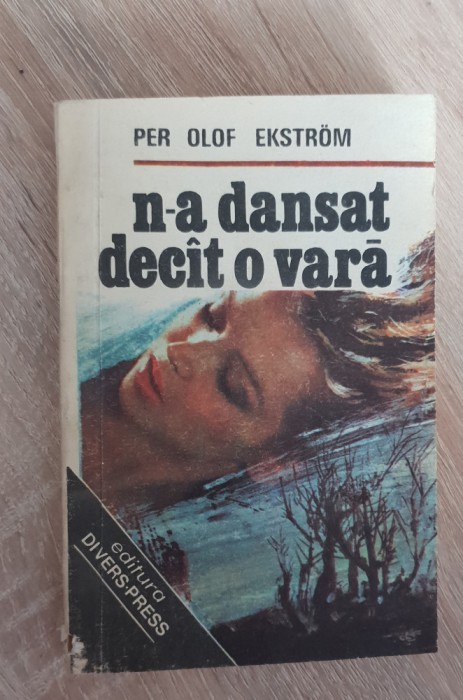 PER OLOF EKSTRÖM
n-a dansat
decît o vară
editura
DIVERS-PRESS